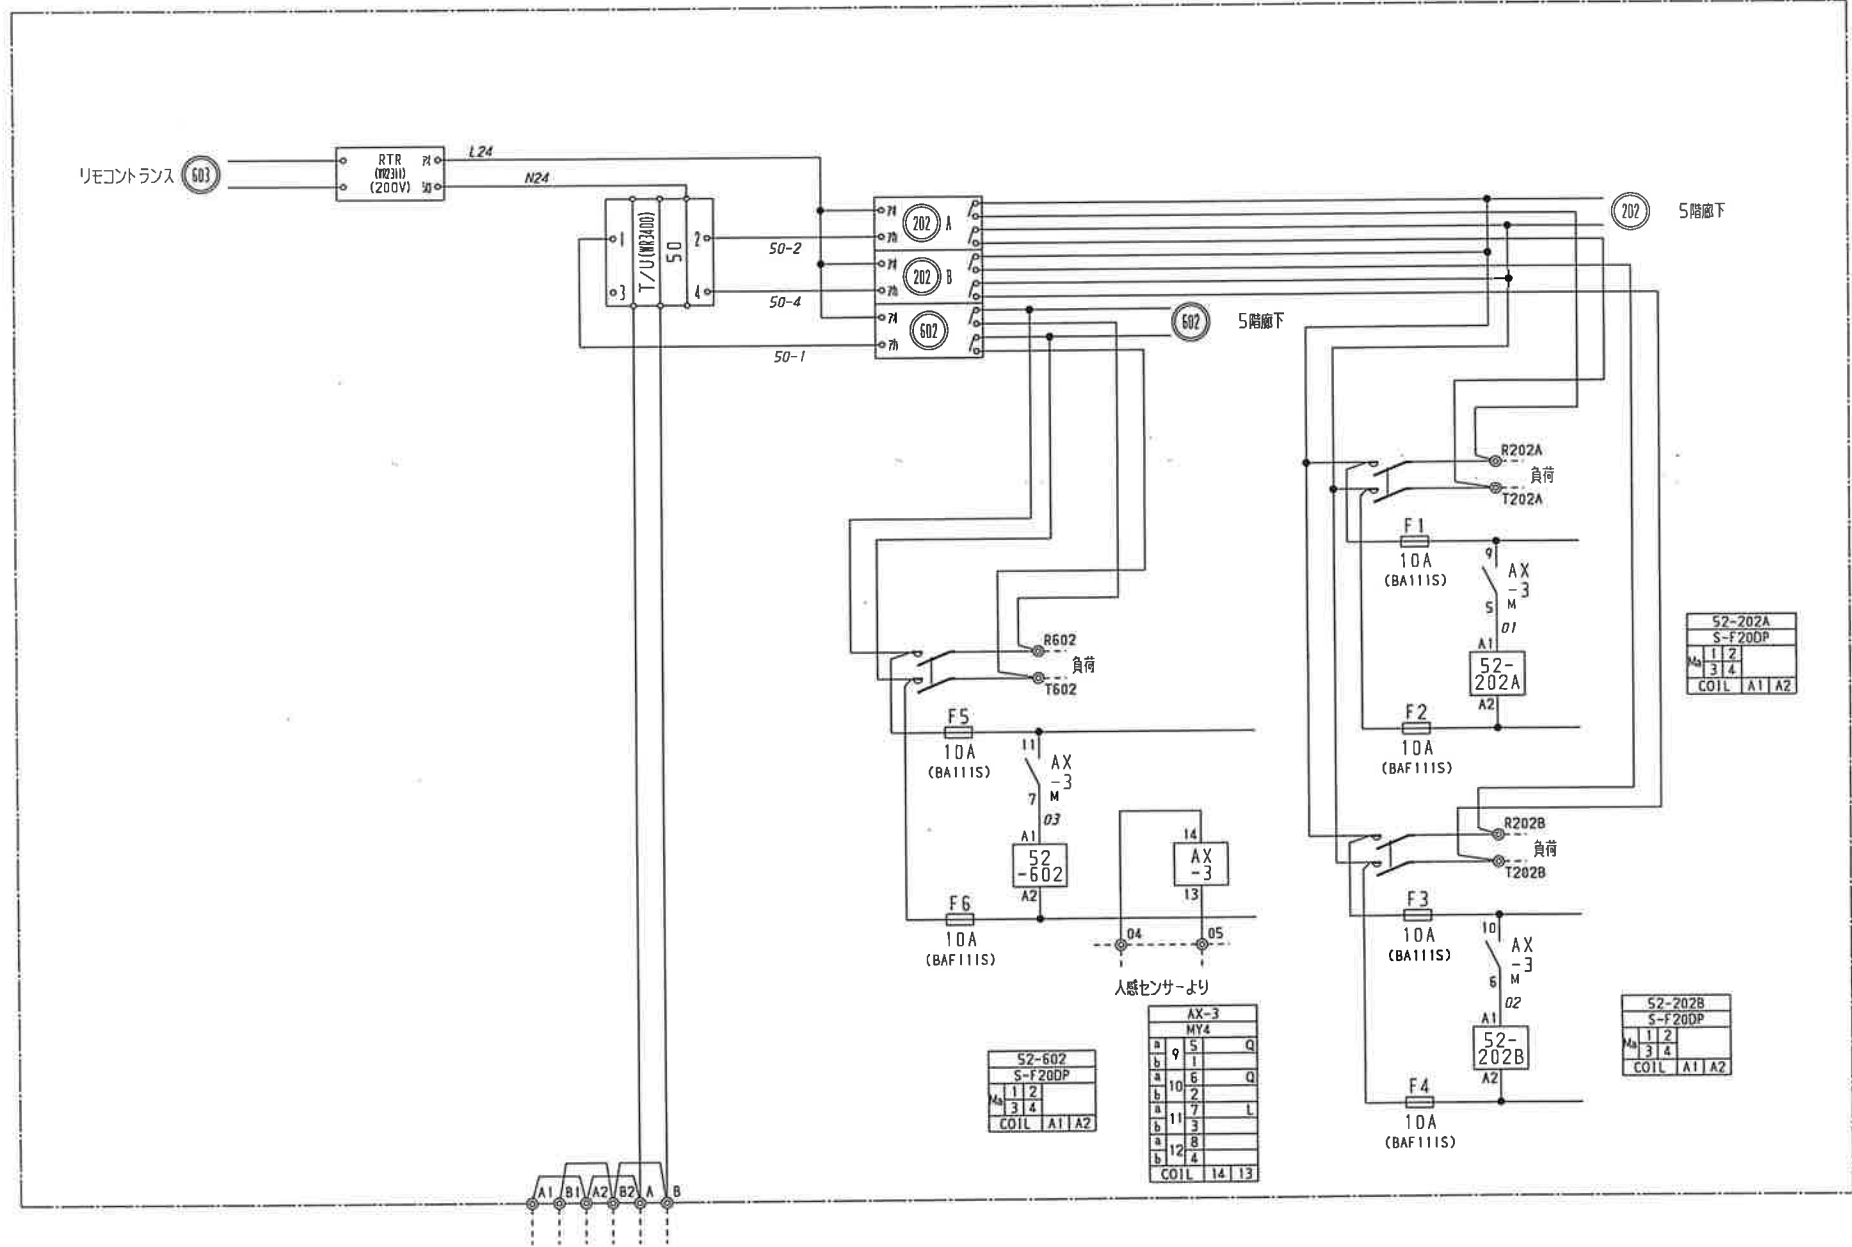 リモコントランス
603
RTR
(WR2311)
(200V)
ｱｲ
L24
N24
T/U(WR3400)
50
1
2
3
4
50-2
50-4
50-1
202 A
202 B
602
202
5階廊下
602
5階廊下
R202A
負荷
T202A
F1
10A
(BA111S)
9
AX
-3
M
5
01
A1
52-
202A
A2
F2
10A
(BAF111S)
52-202A
S-F20DP
Ma 1 2
3 4
COIL A1 A2
R602
負荷
T602
F5
10A
(BA111S)
11
AX
-3
M
7
03
A1
52
-602
A2
F6
10A
(BAF111S)
14
AX
-3
13
04
05
人感センサーより
R202B
負荷
T202B
F3
10A
(BA111S)
10
AX
-3
M
6
02
A1
52-
202B
A2
F4
10A
(BAF111S)
52-202B
S-F20DP
Ma 1 2
3 4
COIL A1 A2
52-602
S-F20DP
Ma 1 2
3 4
COIL A1 A2
AX-3
MY4
a 9 5 Q
b 1
a 10 6 Q
b 2
a 11 7 L
b 3
a 12 8
b 4
COIL 14 13
A1 B1 A2 B2 A B